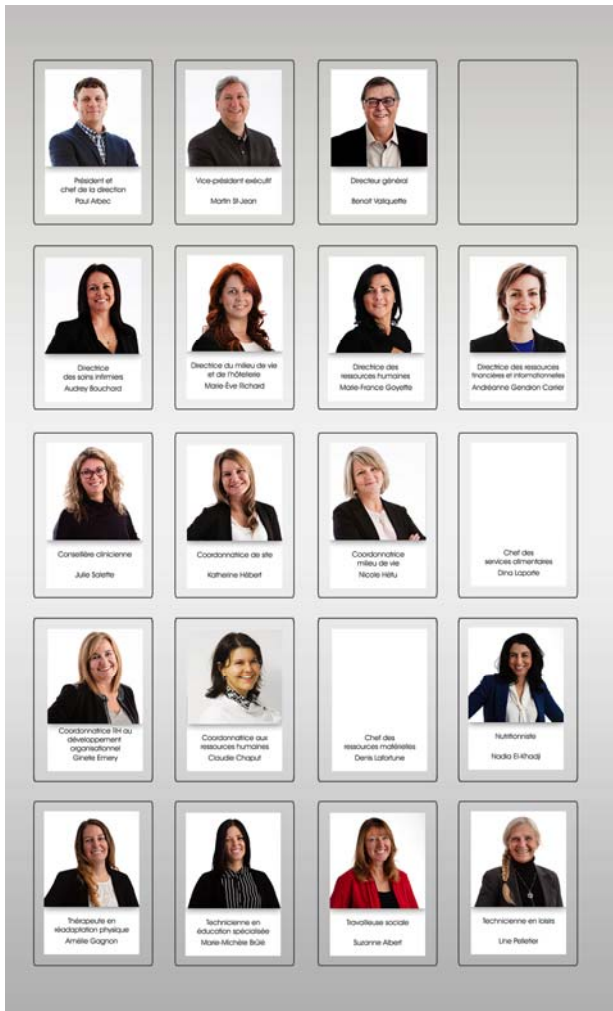 Président et
chef de la direction
Paul Arbec
Vice-président exécutif
Martin St-Jean
Directeur général
Benoit Valiquette
Directrice
des soins infirmiers
Audrey Bouchard
Directrice du milieu de vie
et de l'hôtellerie
Marie-Ève Richard
Directrice des
ressources humaines
Marie-France Goyette
Directrice des ressources
financières et informationnelles
Andréanne Gendron Carrier
Conseillère clinicienne
Julie Salette
Coordonnatrice de site
Katherine Hébert
Coordonnatrice
milieu de vie
Nicole Hétu
Chef des
services alimentaires
Dina Laporte
Coordonnatrice RH au
développement
organisationnel
Ginette Emery
Coordonnatrice aux
ressources humaines
Claudie Chaput
Chef des
ressources matérielles
Denis Lafortune
Nutritionniste
Nadia El-Khadji
Thérapeute en
réadaptation physique
Amélie Gagnon
Technicienne en
éducation spécialisée
Marie-Michèle Brûlé
Travailleuse sociale
Suzanne Albert
Technicienne en loisirs
Line Pelletier